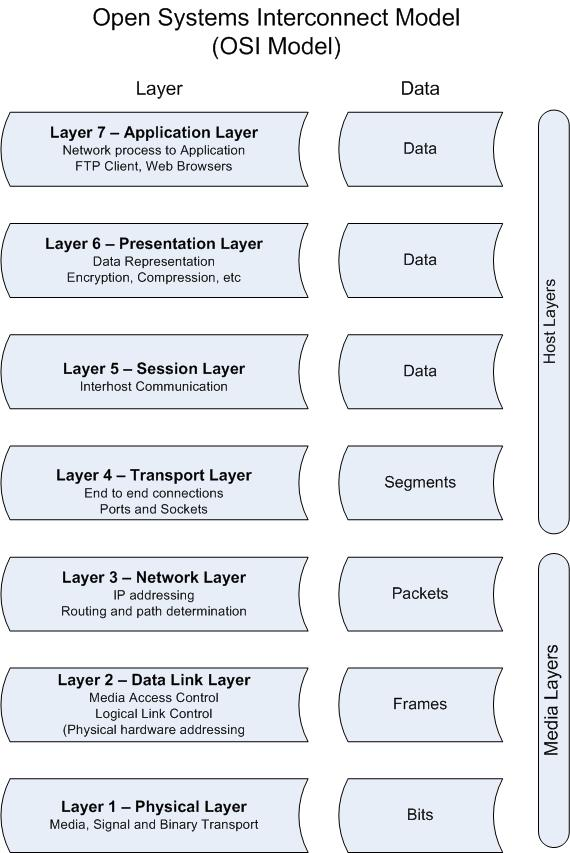 Open Systems Interconnect Model
(OSI Model)
Layer
Data
Layer 7 – Application Layer
Network process to Application
FTP Client, Web Browsers
Data
Layer 6 – Presentation Layer
Data Representation
Encryption, Compression, etc
Data
Layer 5 – Session Layer
Interhost Communication
Data
Layer 4 – Transport Layer
End to end connections
Ports and Sockets
Segments
Host Layers
Layer 3 – Network Layer
IP addressing
Routing and path determination
Packets
Layer 2 – Data Link Layer
Media Access Control
Logical Link Control
(Physical hardware addressing
Frames
Layer 1 – Physical Layer
Media, Signal and Binary Transport
Bits
Media Layers